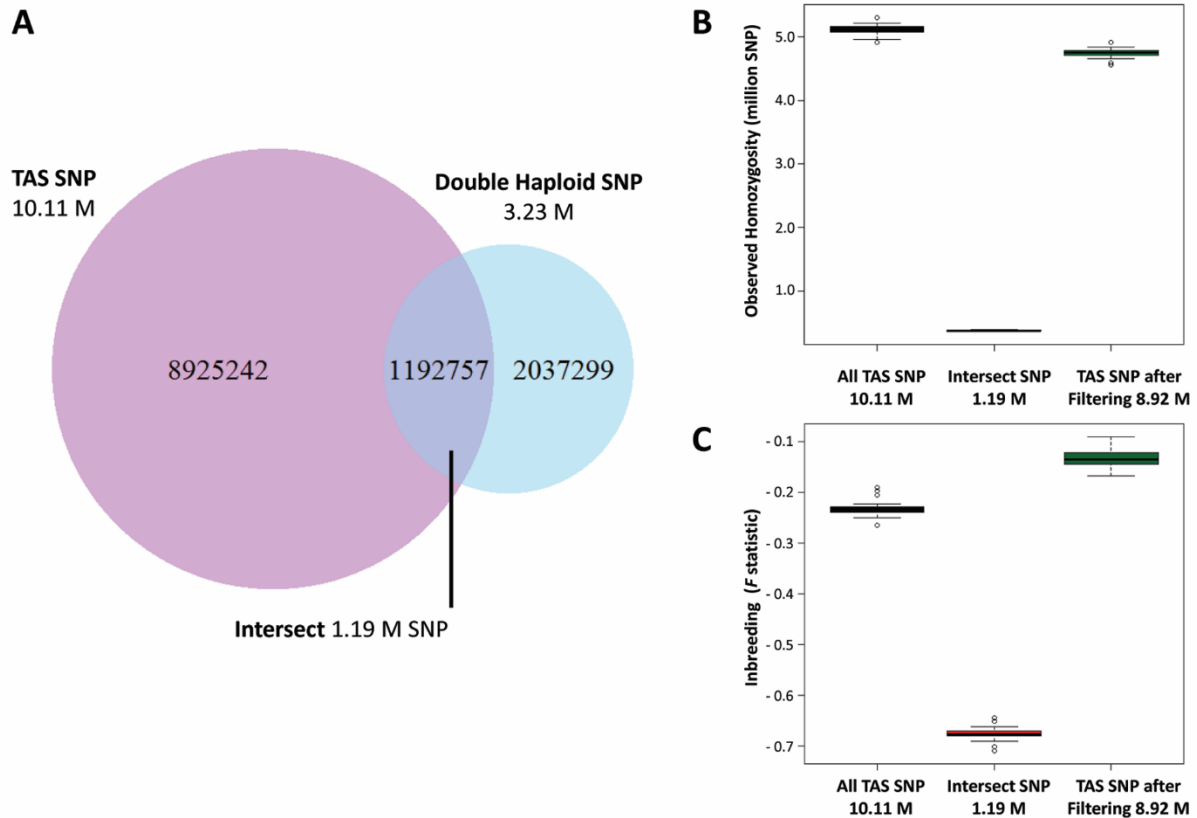 A
TAS SNP
10.11 M
Double Haploid SNP
3.23 M
8925242
1192757
2037299
Intersect 1.19 M SNP
B
Observed Homozygosity (million SNP)
5.0
4.0
3.0
2.0
1.0
All TAS SNP
10.11 M
Intersect SNP
1.19 M
TAS SNP after
Filtering 8.92 M
C
Inbreeding (F statistic)
- 0.1
- 0.2
- 0.3
- 0.4
- 0.5
- 0.6
- 0.7
All TAS SNP
10.11 M
Intersect SNP
1.19 M
TAS SNP after
Filtering 8.92 M